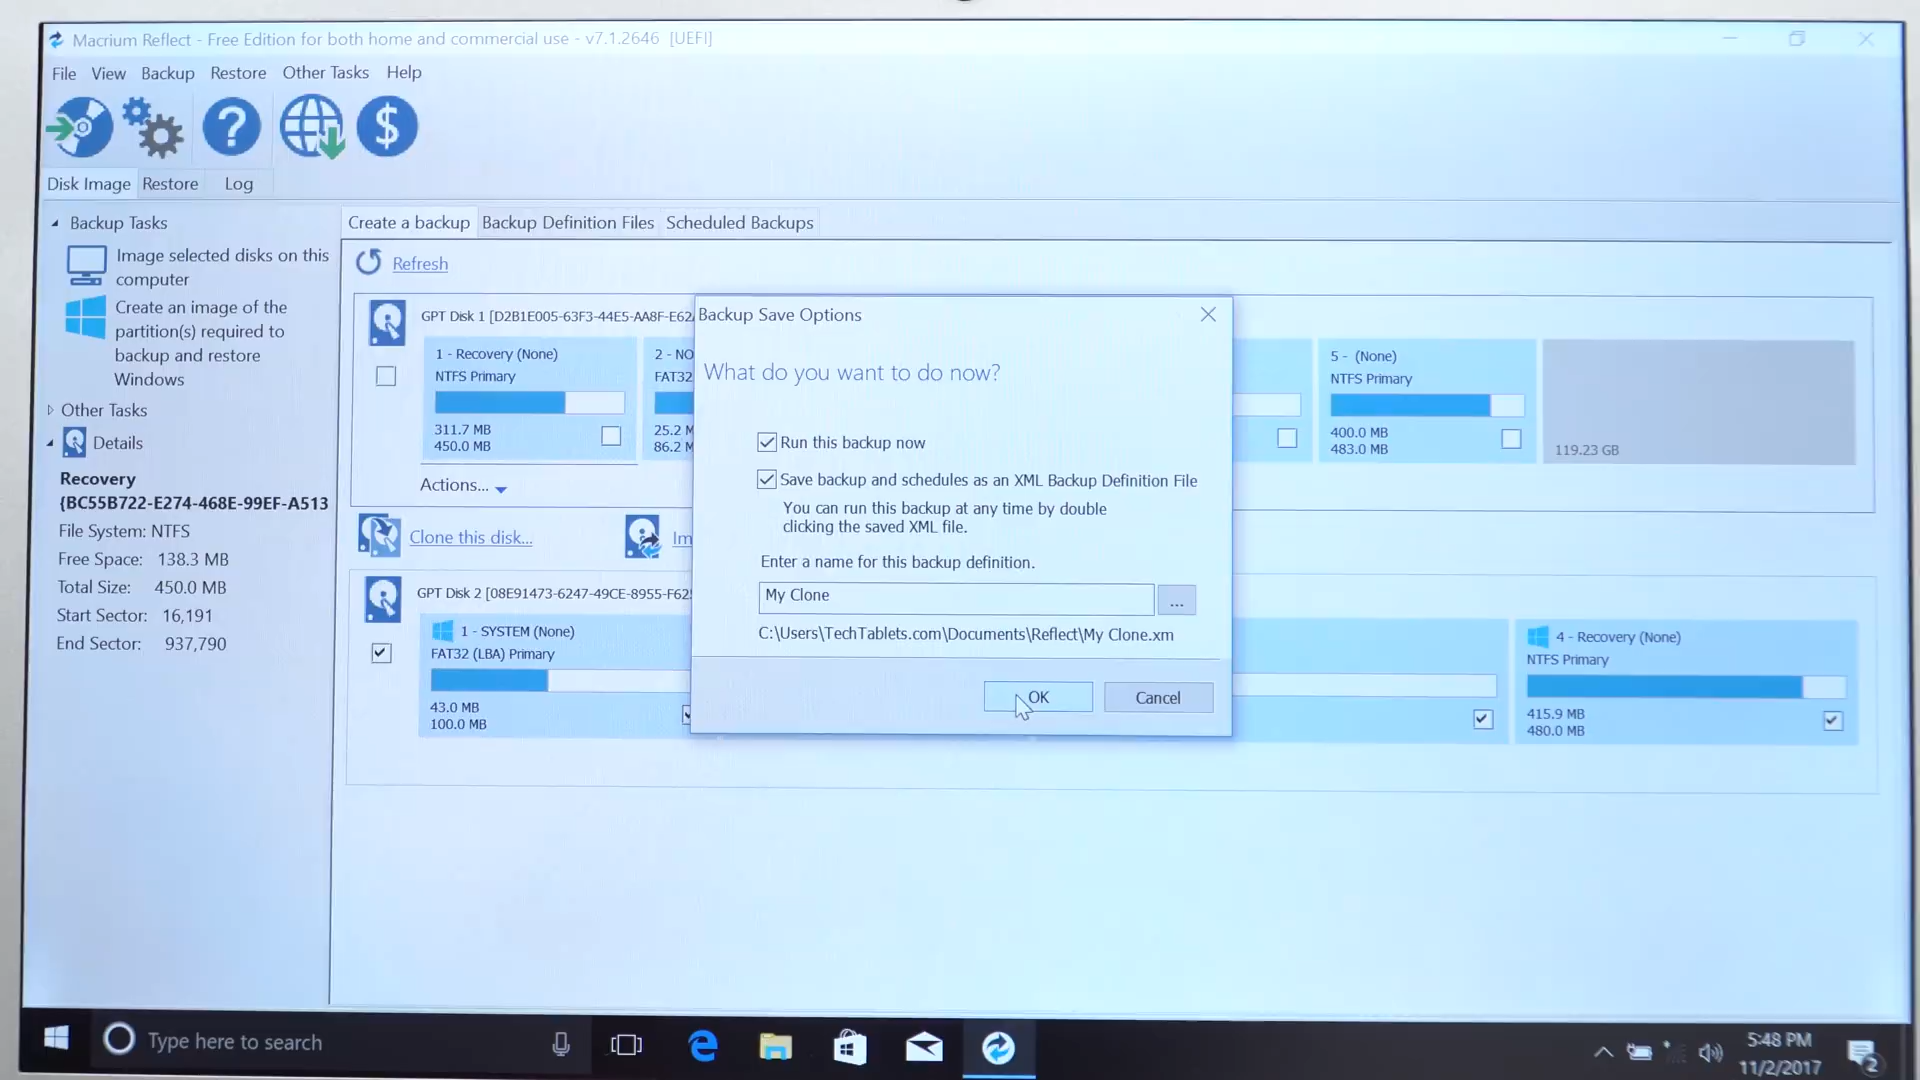 Macrium Reflect - Free Edition for both home and commercial use - v7.1.2646 [UEFI]
File View Backup Restore Other Tasks Help
Disk Image Restore Log
Backup Tasks
Image selected disks on this
computer
Create an image of the
partition(s) required to
backup and restore
Windows
Other Tasks
Details
Recovery
{BC55B722-E274-468E-99EF-A513
File System: NTFS
Free Space: 138.3 MB
Total Size: 450.0 MB
Start Sector: 16,191
End Sector: 937,790
Create a backup Backup Definition Files Scheduled Backups
Refresh
GPT Disk 1 [D2B1E005-63F3-44E5-AA8F-E62
1 - Recovery (None)
NTFS Primary
311.7 MB
450.0 MB
2 - NO
FAT32
25.2 M
86.2 M
5 - (None)
NTFS Primary
400.0 MB
483.0 MB
119.23 GB
Actions...
Clone this disk...
Im
GPT Disk 2 [08E91473-6247-49CE-8955-F62
1 - SYSTEM (None)
FAT32 (LBA) Primary
43.0 MB
100.0 MB
4 - Recovery (None)
NTFS Primary
415.9 MB
480.0 MB
Backup Save Options
What do you want to do now?
Run this backup now
Save backup and schedules as an XML Backup Definition File
You can run this backup at any time by double
clicking the saved XML file.
Enter a name for this backup definition.
My Clone
...
C:\Users\TechTablets.com\Documents\Reflect\My Clone.xm
OK Cancel
Type here to search
5:48 PM
11/2/2017
2